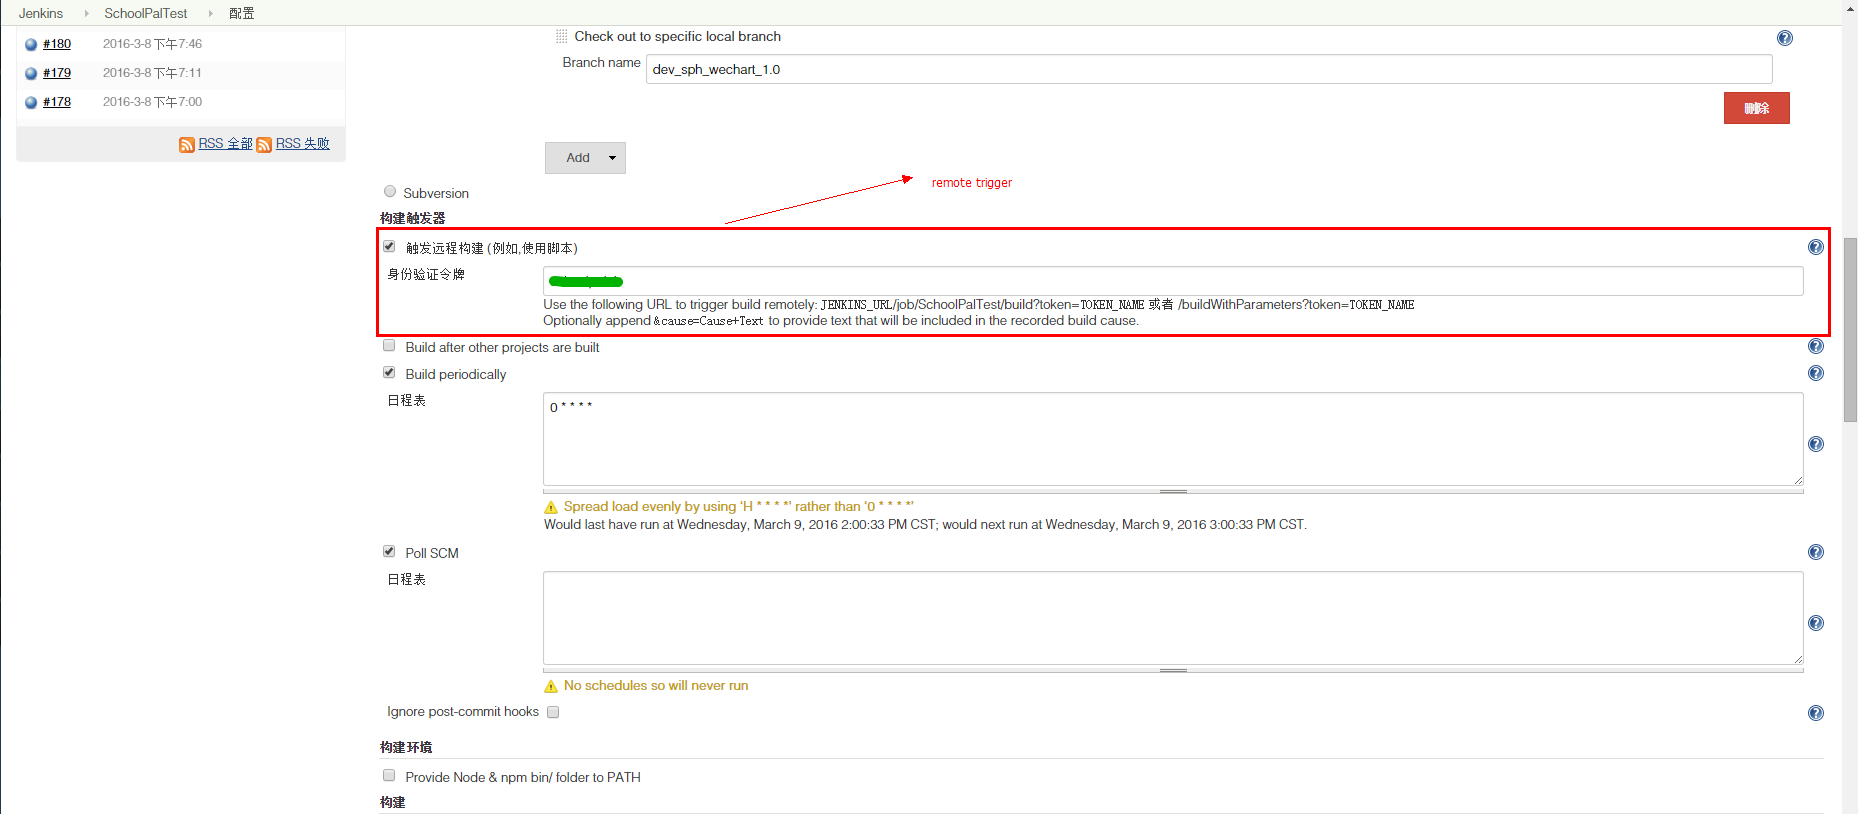 Jenkins SchoolPalTest 配置
#180 2016-3-8 下午7:46
#179 2016-3-8 下午7:11
#178 2016-3-8 下午7:00
RSS 全部 RSS 失败
Check out to specific local branch
Branch name dev_sph_wechart_1.0
删除
Add
remote trigger
Subversion
构建触发器
触发远程构建 (例如,使用脚本)
身份验证令牌
Use the following URL to trigger build remotely: JENKINS_URL/job/SchoolPalTest/build?token=TOKEN_NAME 或者 /buildWithParameters?token=TOKEN_NAME
Optionally append &cause=Cause+Text to provide text that will be included in the recorded build cause.
Build after other projects are built
Build periodically
日程表 0 * * * *
Spread load evenly by using ‘H * * * *’ rather than ‘0 * * * *’
Would last have run at Wednesday, March 9, 2016 2:00:33 PM CST; would next run at Wednesday, March 9, 2016 3:00:33 PM CST.
Poll SCM
日程表
No schedules so will never run
Ignore post-commit hooks
构建环境
Provide Node & npm bin/ folder to PATH
构建